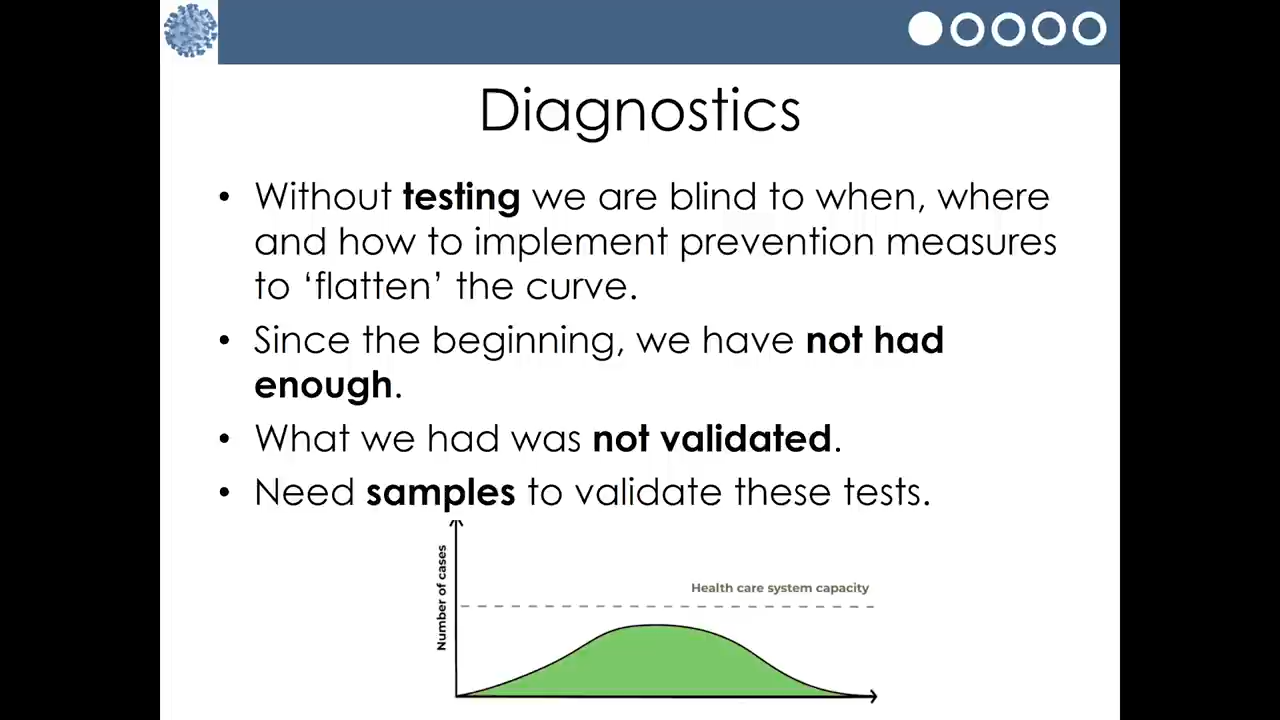 Diagnostics
• Without testing we are blind to when, where
and how to implement prevention measures
to ‘flatten’ the curve.
• Since the beginning, we have not had
enough.
• What we had was not validated.
• Need samples to validate these tests.
Number of cases
Health care system capacity